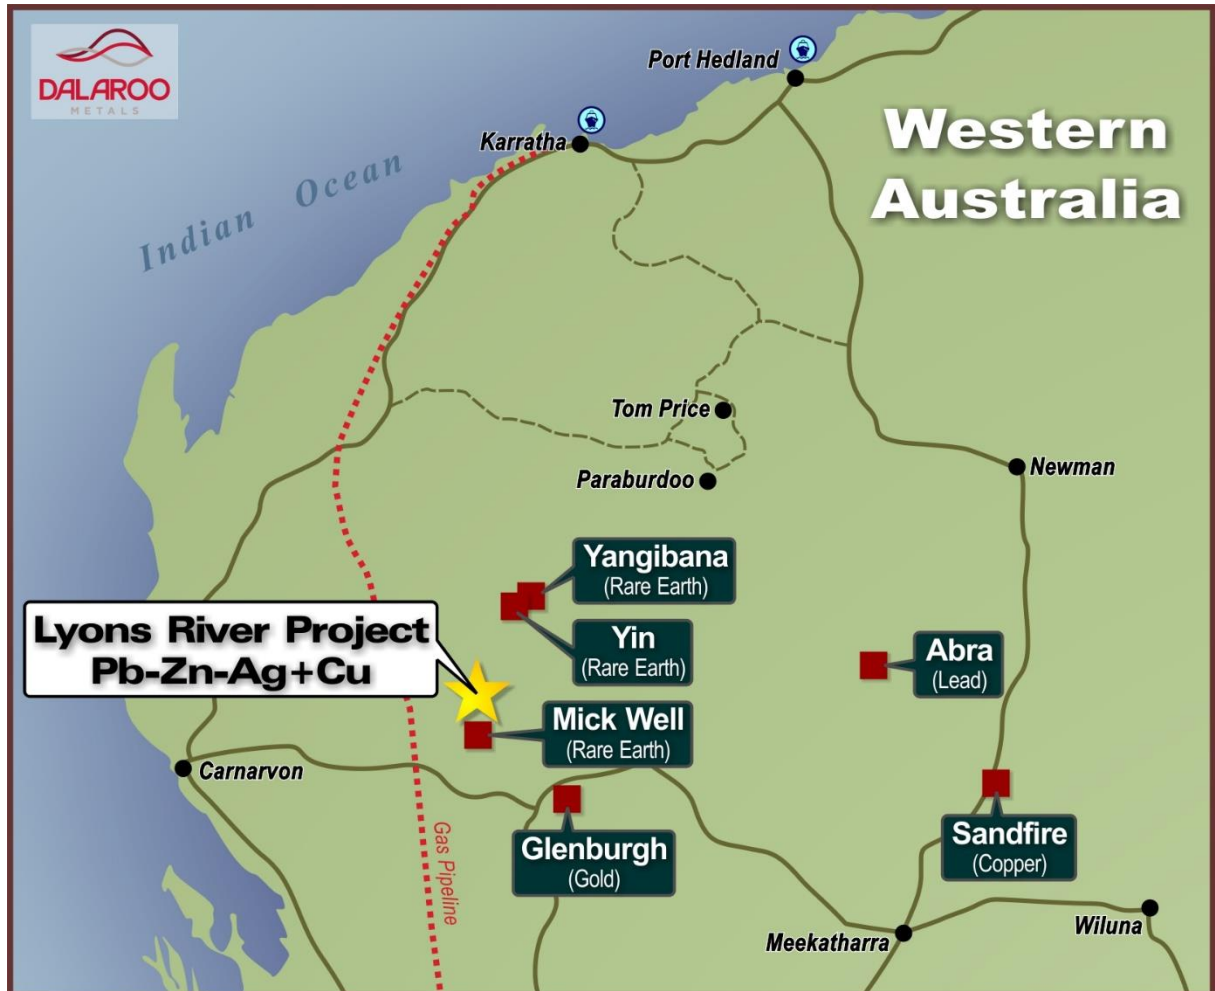 DALAROO
METALS
Port Hedland
Western
Australia
Karratha
Indian Ocean
Tom Price
Paraburdoo
Newman
Yangibana
(Rare Earth)
Lyons River Project
Pb-Zn-Ag+Cu
Yin
(Rare Earth)
Abra
(Lead)
Mick Well
(Rare Earth)
Carnarvon
Glenburgh
(Gold)
Gas Pipeline
Sandfire
(Copper)
Meekatharra
Wiluna